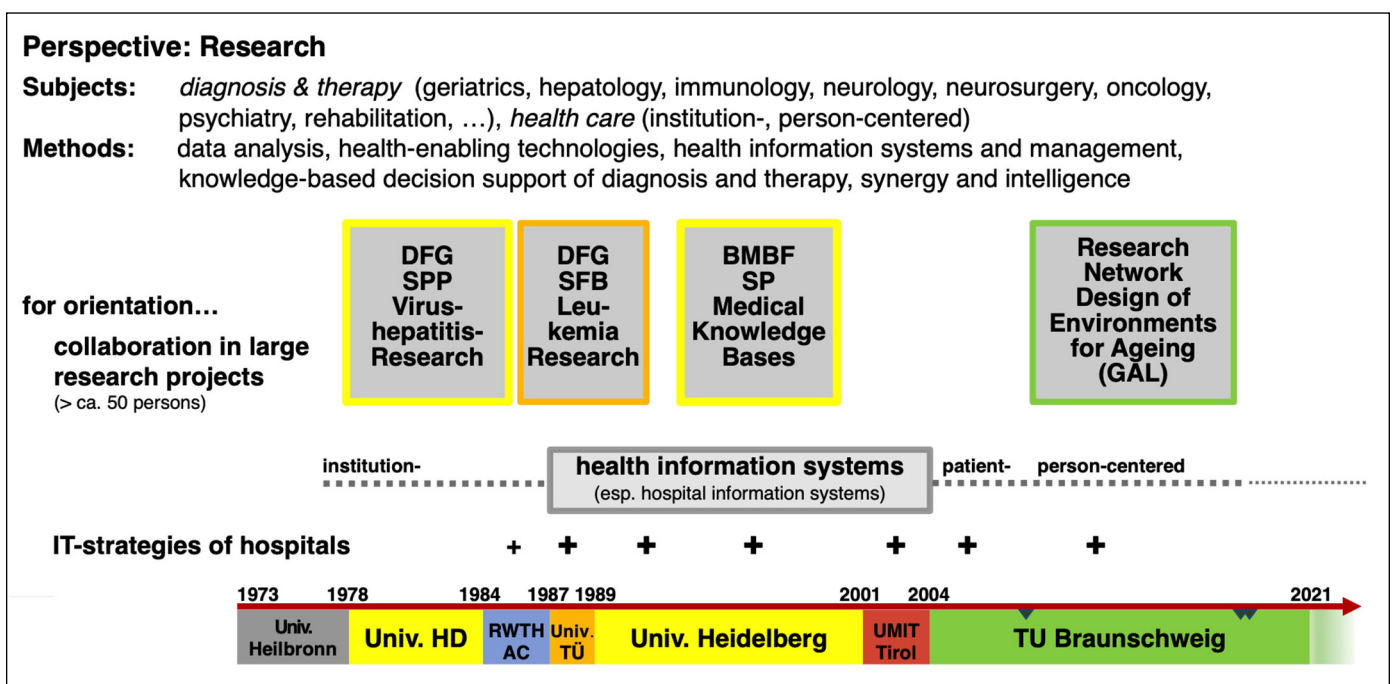 Perspective: Research
Subjects: diagnosis & therapy (geriatrics, hepatology, immunology, neurology, neurosurgery, oncology,
psychiatry, rehabilitation, …), health care (institution-, person-centered)
Methods: data analysis, health-enabling technologies, health information systems and management,
knowledge-based decision support of diagnosis and therapy, synergy and intelligence
for orientation…
collaboration in large
research projects
(> ca. 50 persons)
DFG
SPP
Virus-
hepatitis-
Research
DFG
SFB
Leu-
kemia
Research
BMBF
SP
Medical
Knowledge
Bases
Research
Network
Design of
Environments
for Ageing
(GAL)
institution-
health information systems
(esp. hospital information systems)
patient- person-centered
IT-strategies of hospitals + + + + + + +
1973 1978 1984 1987 1989 2001 2004 2021
Univ.
Heilbronn
Univ. HD
RWTH
AC
Univ.
TÜ
Univ. Heidelberg
UMIT
Tirol
TU Braunschweig